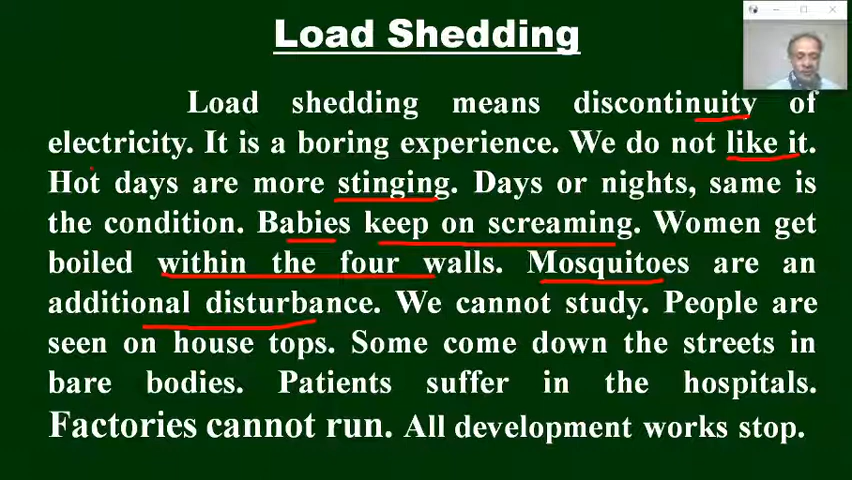 Load Shedding
Load shedding means discontinuity of
electricity. It is a boring experience. We do not like it.
Hot days are more stinging. Days or nights, same is
the condition. Babies keep on screaming. Women get
boiled within the four walls. Mosquitoes are an
additional disturbance. We cannot study. People are
seen on house tops. Some come down the streets in
bare bodies. Patients suffer in the hospitals.
Factories cannot run. All development works stop.